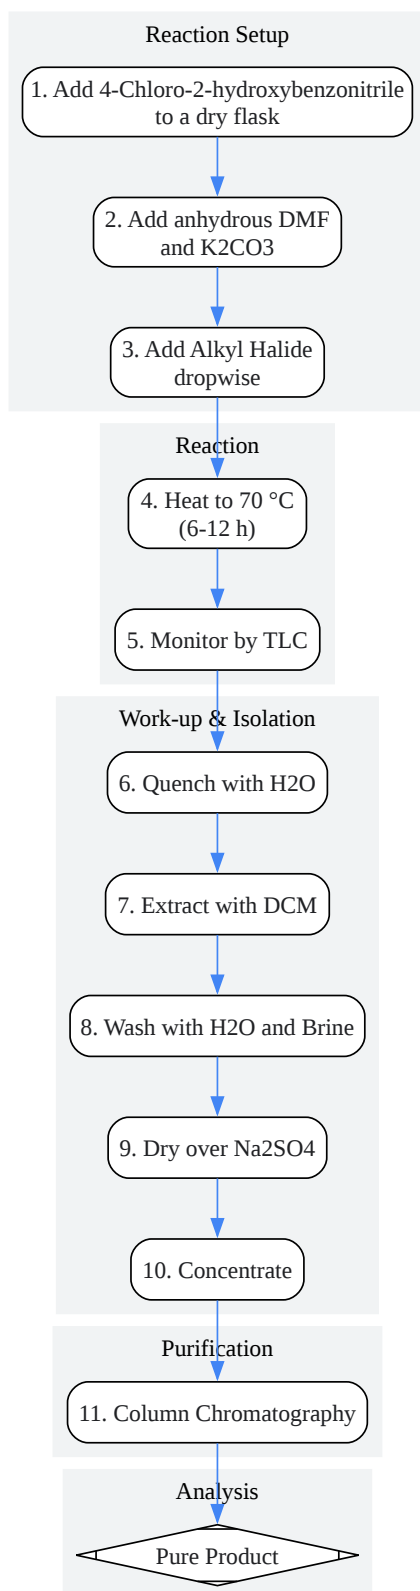 Reaction Setup
1. Add 4-Chloro-2-hydroxybenzonitrile
to a dry flask
2. Add anhydrous DMF
and K2CO3
3. Add Alkyl Halide
dropwise
Reaction
4. Heat to 70 °C
(6-12 h)
5. Monitor by TLC
Work-up & Isolation
6. Quench with H2O
7. Extract with DCM
8. Wash with H2O and Brine
9. Dry over Na2SO4
10. Concentrate
Purification
11. Column Chromatography
Analysis
Pure Product